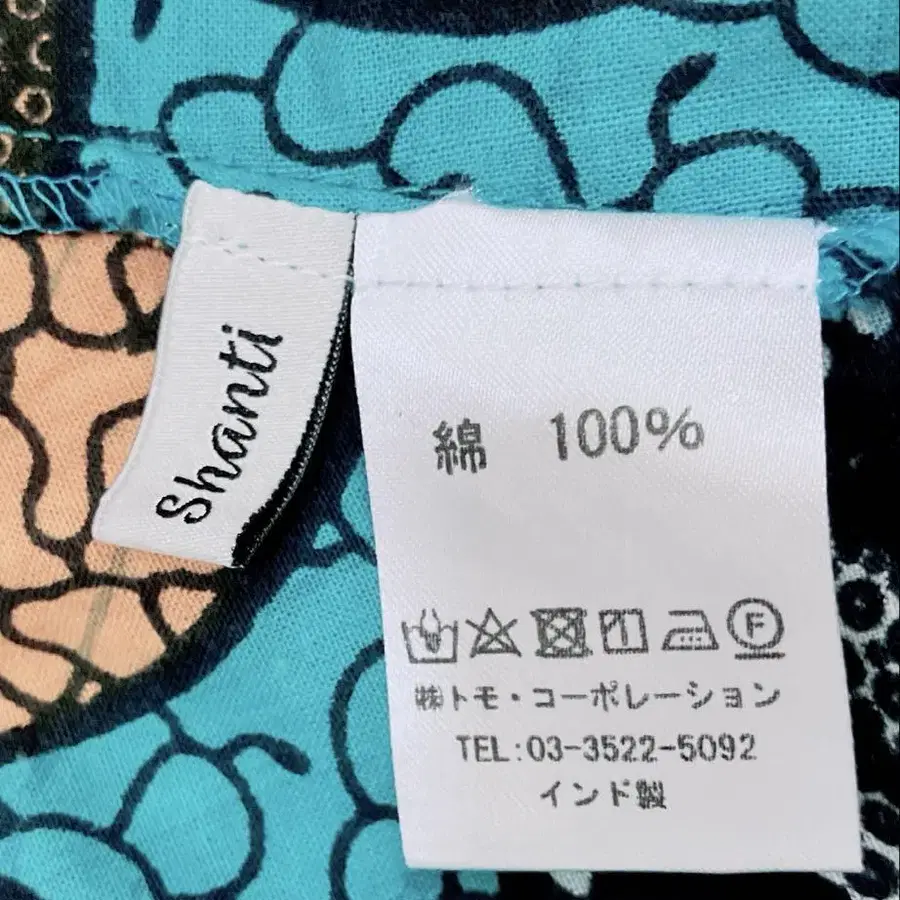 Shanti
綿 100%
F
㈱トモ・コーポレーション
TEL:03-3522-5092
インド製